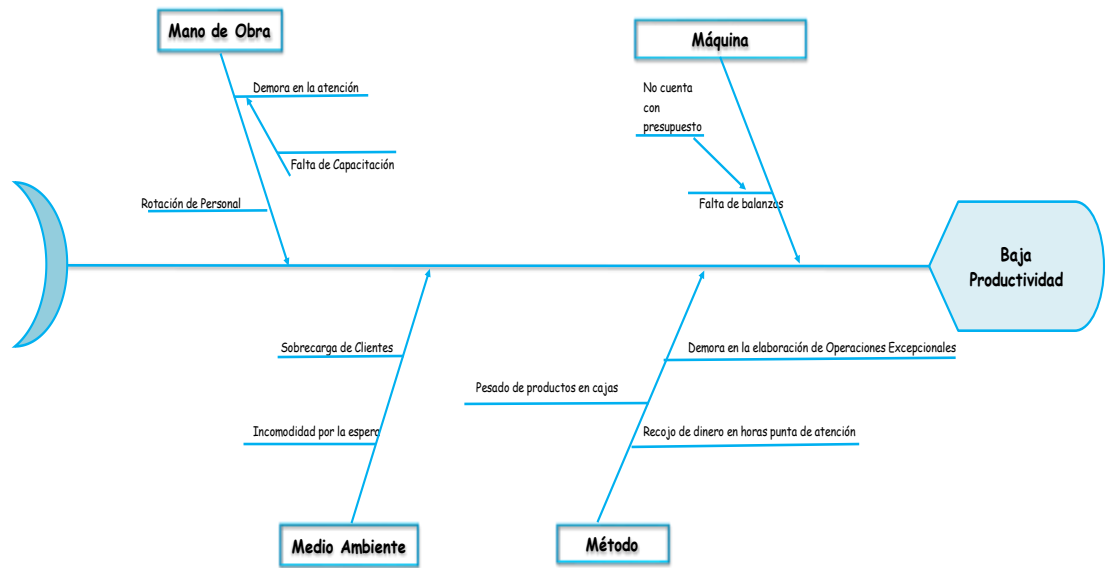 Mano de Obra
Máquina
Demora en la atención
No cuenta
con
presupuesto
Falta de Capacitación
Rotación de Personal
Falta de balanzas
Baja
Productividad
Sobrecarga de Clientes
Demora en la elaboración de Operaciones Excepcionales
Pesado de productos en cajas
Incomodidad por la espera
Recojo de dinero en horas punta de atención
Medio Ambiente
Método